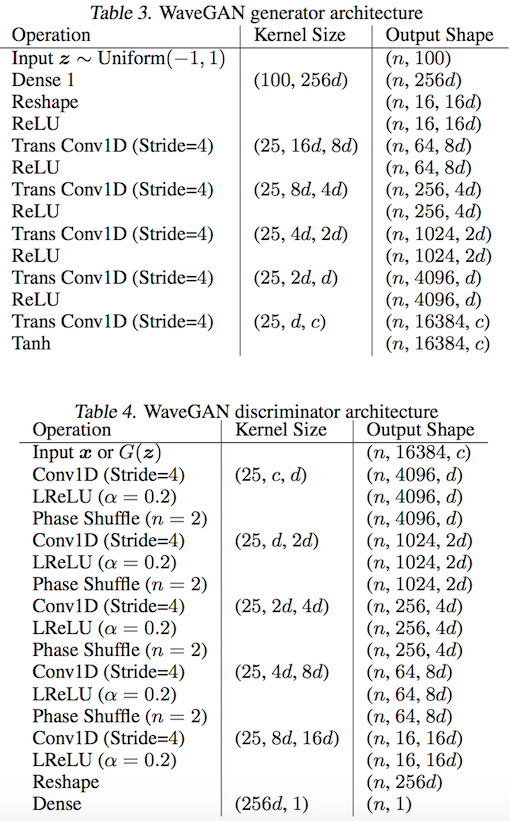 Table 3. WaveGAN generator architecture
Operation Kernel Size Output Shape
Input z ∼ Uniform(−1, 1) (n, 100)
Dense 1 (100, 256d) (n, 256d)
Reshape (n, 16, 16d)
ReLU (n, 16, 16d)
Trans Conv1D (Stride=4) (25, 16d, 8d) (n, 64, 8d)
ReLU (n, 64, 8d)
Trans Conv1D (Stride=4) (25, 8d, 4d) (n, 256, 4d)
ReLU (n, 256, 4d)
Trans Conv1D (Stride=4) (25, 4d, 2d) (n, 1024, 2d)
ReLU (n, 1024, 2d)
Trans Conv1D (Stride=4) (25, 2d, d) (n, 4096, d)
ReLU (n, 4096, d)
Trans Conv1D (Stride=4) (25, d, c) (n, 16384, c)
Tanh (n, 16384, c)
Table 4. WaveGAN discriminator architecture
Operation Kernel Size Output Shape
Input x or G(z) (n, 16384, c)
Conv1D (Stride=4) (25, c, d) (n, 4096, d)
LReLU (α = 0.2) (n, 4096, d)
Phase Shuffle (n = 2) (n, 4096, d)
Conv1D (Stride=4) (25, d, 2d) (n, 1024, 2d)
LReLU (α = 0.2) (n, 1024, 2d)
Phase Shuffle (n = 2) (n, 1024, 2d)
Conv1D (Stride=4) (25, 2d, 4d) (n, 256, 4d)
LReLU (α = 0.2) (n, 256, 4d)
Phase Shuffle (n = 2) (n, 256, 4d)
Conv1D (Stride=4) (25, 4d, 8d) (n, 64, 8d)
LReLU (α = 0.2) (n, 64, 8d)
Phase Shuffle (n = 2) (n, 64, 8d)
Conv1D (Stride=4) (25, 8d, 16d) (n, 16, 16d)
LReLU (α = 0.2) (n, 16, 16d)
Reshape (n, 256d)
Dense (256d, 1) (n, 1)